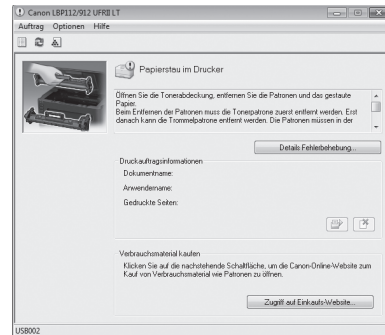 Canon LBP112/912 UFRII LT
Auftrag Optionen Hilfe
Papierstau im Drucker
Öffnen Sie die Tonerabdeckung, entfernen Sie die Patronen und das gestaute
Papier.
Beim Entfernen der Patronen muss die Tonerpatrone zuerst entfernt werden. Erst
danach kann die Trommelpatrone entfernt werden. Die Patronen müssen in der
Details Fehlerbehebung...
Druckauftragsinformationen
Dokumentname:
Anwendername:
Gedruckte Seiten:
Verbrauchsmaterial kaufen
Klicken Sie auf die nachstehende Schaltfläche, um die Canon-Online-Website zum
Kauf von Verbrauchsmaterial wie Patronen zu öffnen.
Zugriff auf Einkaufs-Website...
USB002